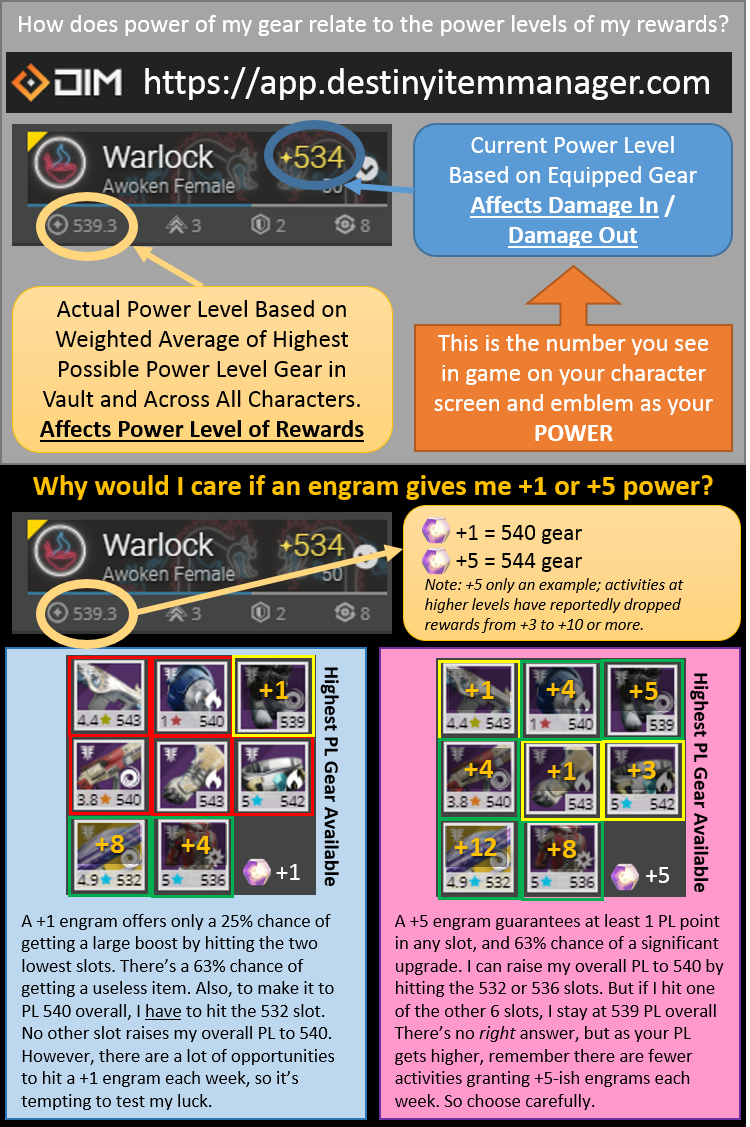 How does power of my gear relate to the power levels of my rewards?
DIM https://app.destinyitemmanager.com
Warlock
Awoken Female
+534
50
539.3
3
2
8
Current Power Level
Based on Equipped Gear
Affects Damage In /
Damage Out
Actual Power Level Based on
Weighted Average of Highest
Possible Power Level Gear in
Vault and Across All Characters.
Affects Power Level of Rewards
This is the number you see
in game on your character
screen and emblem as your
POWER
Why would I care if an engram gives me +1 or +5 power?
Warlock
Awoken Female
+534
50
539.3
3
2
8
+1 = 540 gear
+5 = 544 gear
Note: +5 only an example; activities at
higher levels have reportedly dropped
rewards from +3 to +10 or more.
4.4★ 543
1★ 540
+1
539
3.8★ 540
543
5★ 542
+8
4.9★ 532
+4
5★ 536
+1
Highest PL Gear Available
A +1 engram offers only a 25% chance of
getting a large boost by hitting the two
lowest slots. There's a 63% chance of
getting a useless item. Also, to make it to
PL 540 overall, I have to hit the 532 slot.
No other slot raises my overall PL to 540.
However, there are a lot of opportunities
to hit a +1 engram each week, so it's
tempting to test my luck.
+1
4.4★ 543
+4
1★ 540
+5
539
+4
3.8★ 540
+1
543
+3
5★ 542
+12
4.9★ 532
+8
5★ 536
+5
Highest PL Gear Available
A +5 engram guarantees at least 1 PL point
in any slot, and 63% chance of a significant
upgrade. I can raise my overall PL to 540 by
hitting the 532 or 536 slots. But if I hit one
of the other 6 slots, I stay at 539 PL overall
There's no right answer, but as your PL
gets higher, remember there are fewer
activities granting +5-ish engrams each
week. So choose carefully.